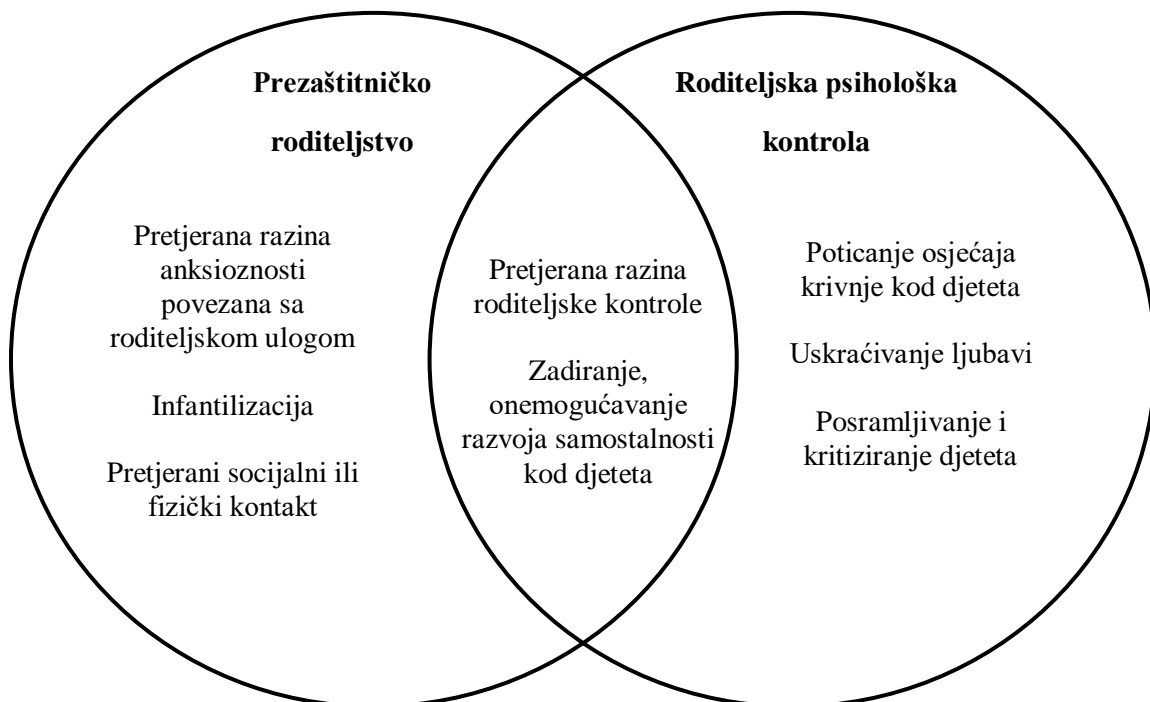 Prezaštitničko
roditeljstvo
Pretjerana razina
anksioznosti
povezana sa
roditeljskom ulogom
Infantilizacija
Pretjerani socijalni ili
fizički kontakt
Pretjerana razina
roditeljske kontrole
Zadiranje,
onemogućavanje
razvoja samostalnosti
kod djeteta
Roditeljska psihološka
kontrola
Poticanje osjećaja
krivnje kod djeteta
Uskraćivanje ljubavi
Posramljivanje i
kritiziranje djeteta